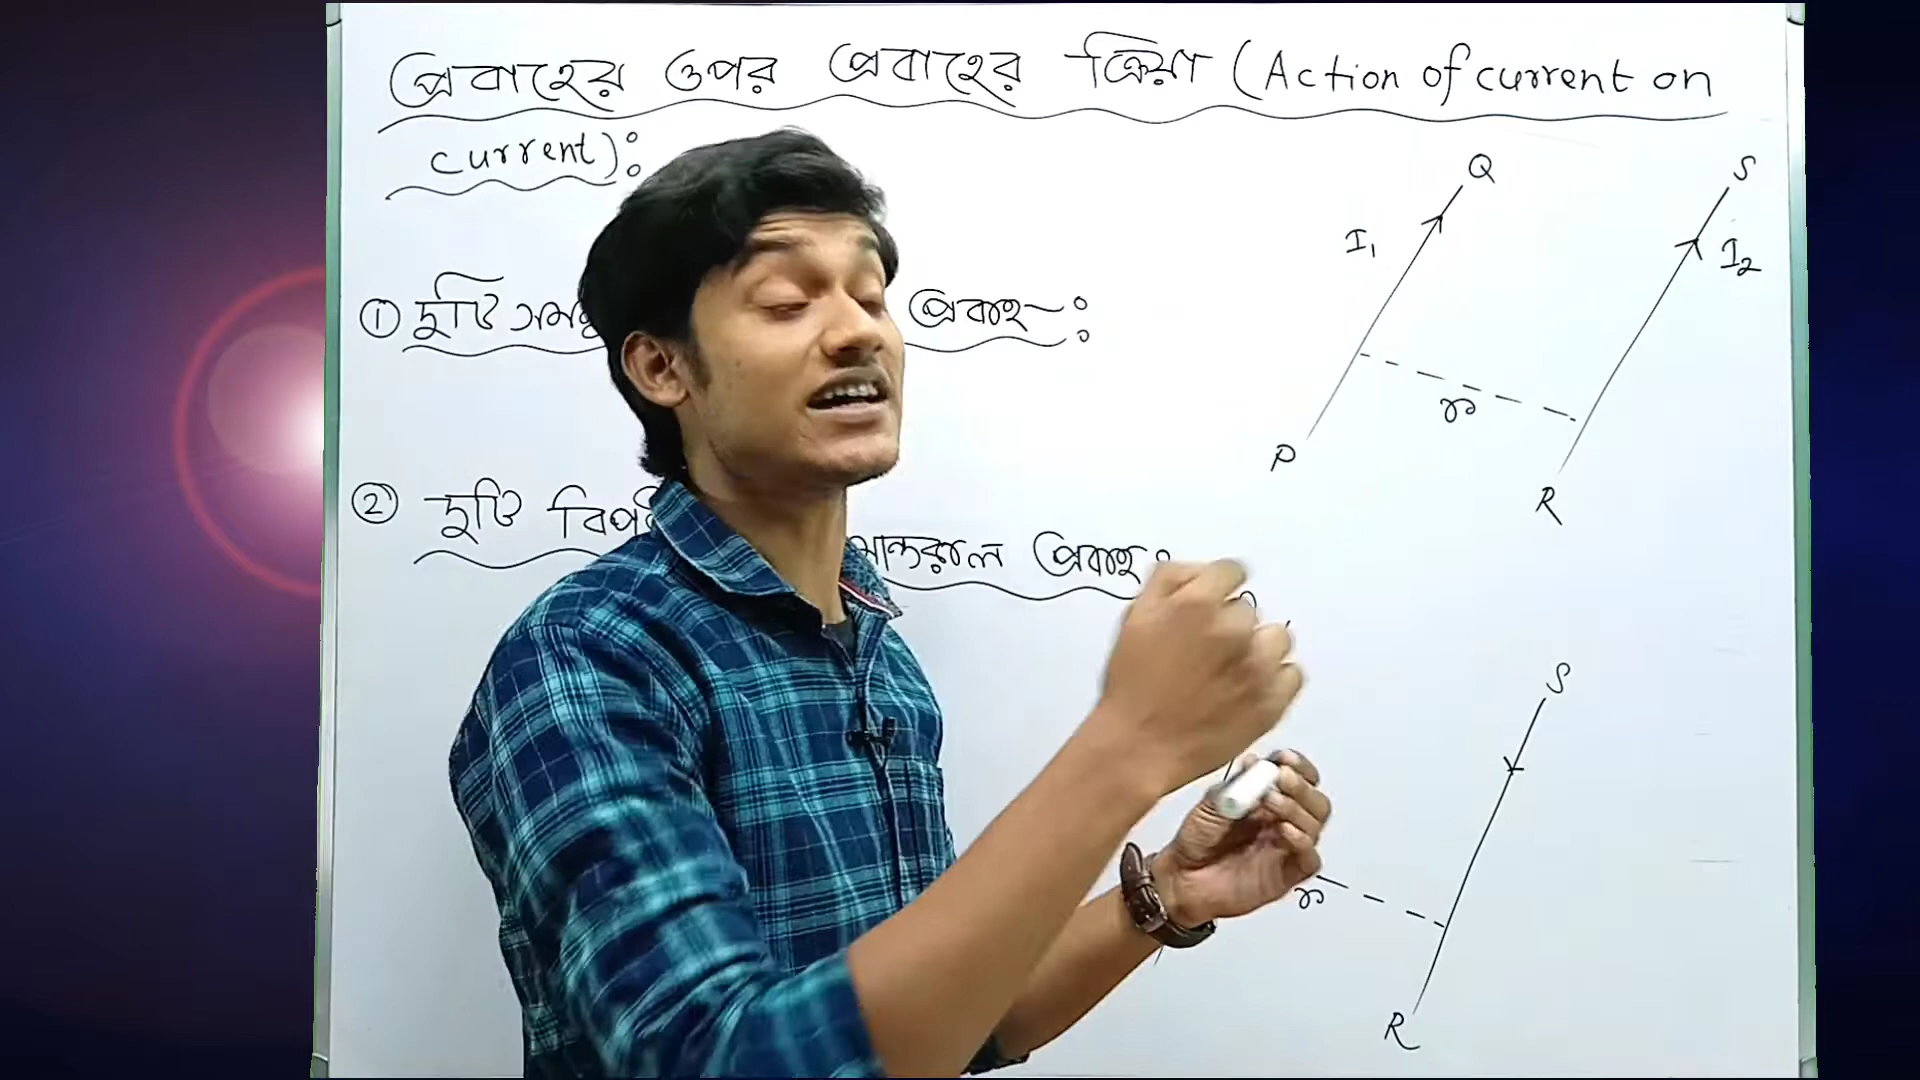 প্রবাহের ওপর প্রবাহের ক্রিয়া (Action of current on
current):
Q
S
I₁
I₂
① দুটি প্রবাহ :
r
P
R
② দুটি প্রবাহ :
S
r
R